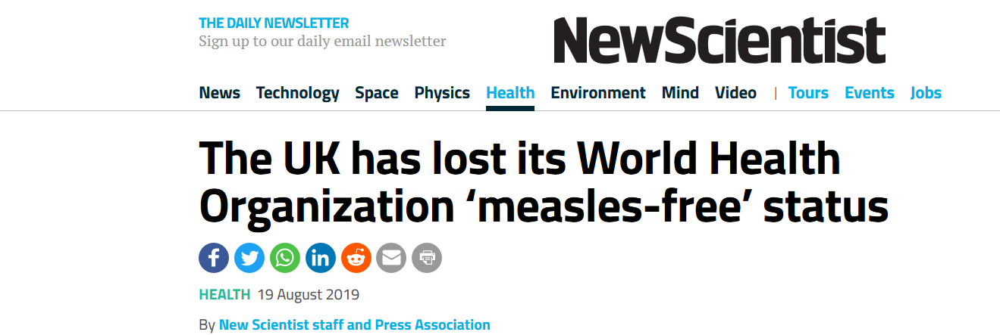 THE DAILY NEWSLETTER
Sign up to our daily email newsletter
NewScientist
News Technology Space Physics Health Environment Mind Video | Tours Events Jobs
The UK has lost its World Health
Organization ‘measles-free’ status
HEALTH 19 August 2019
By New Scientist staff and Press Association